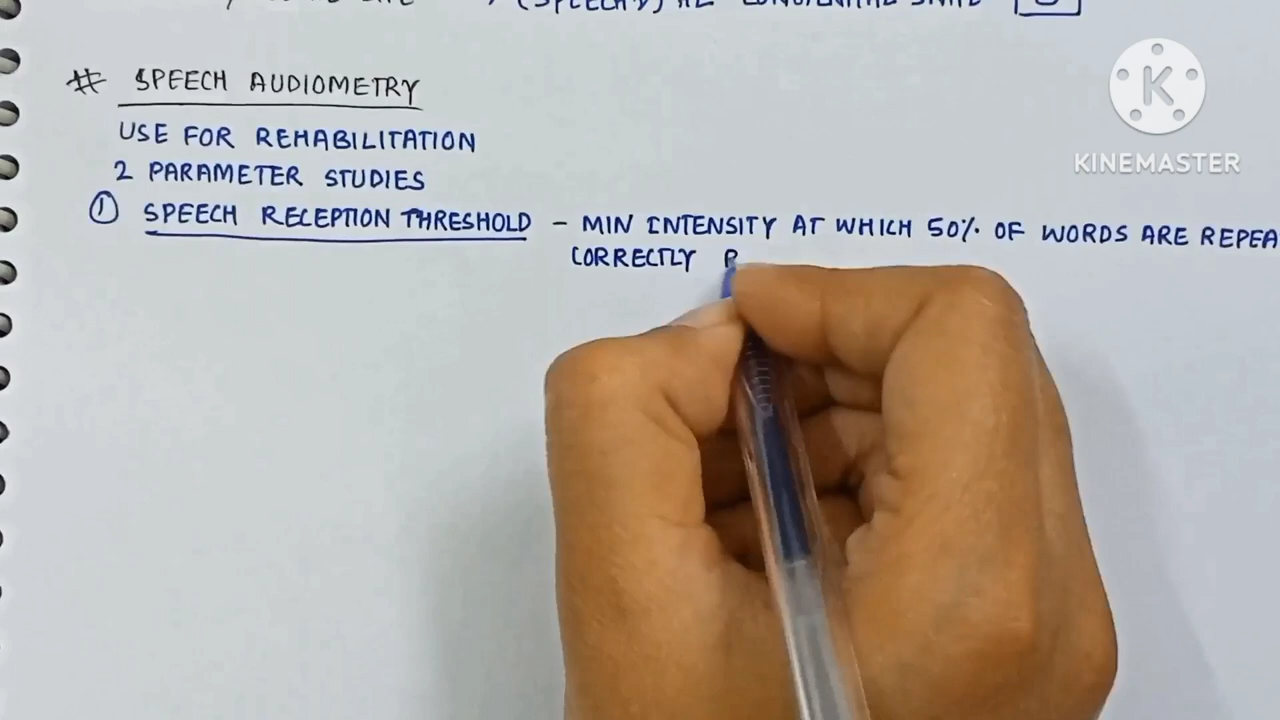 # SPEECH AUDIOMETRY
USE FOR REHABILITATION
2 PARAMETER STUDIES
① SPEECH RECEPTION THRESHOLD - MIN INTENSITY AT WHICH 50% OF WORDS ARE REPEA
CORRECTLY
K
KINEMASTER